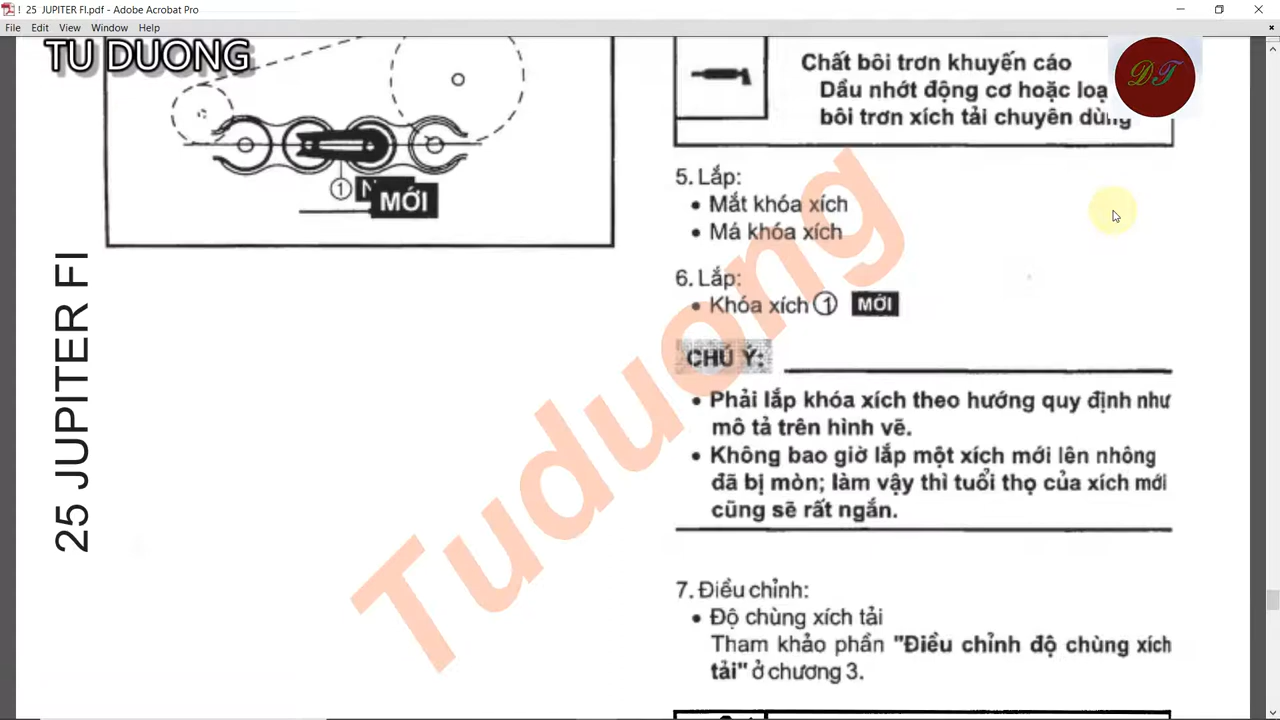 ! 25 JUPITER FI.pdf - Adobe Acrobat Pro
File Edit View Window Help
TU DUONG
DT
1
MỚI
25 JUPITER FI
Chất bôi trơn khuyến cáo
Dầu nhớt động cơ hoặc loạ
bôi trơn xích tải chuyên dùng
5. Lắp:
• Mắt khóa xích
• Má khóa xích
6. Lắp:
• Khóa xích 1 MỚI
CHÚ Ý:
• Phải lắp khóa xích theo hướng quy định như
mô tả trên hình vẽ.
• Không bao giờ lắp một xích mới lên nhông
đã bị mòn; làm vậy thì tuổi thọ của xích mới
cũng sẽ rất ngắn.
7. Điều chỉnh:
• Độ chùng xích tải
Tham khảo phần "Điều chỉnh độ chùng xích
tải" ở chương 3.
Tuduong